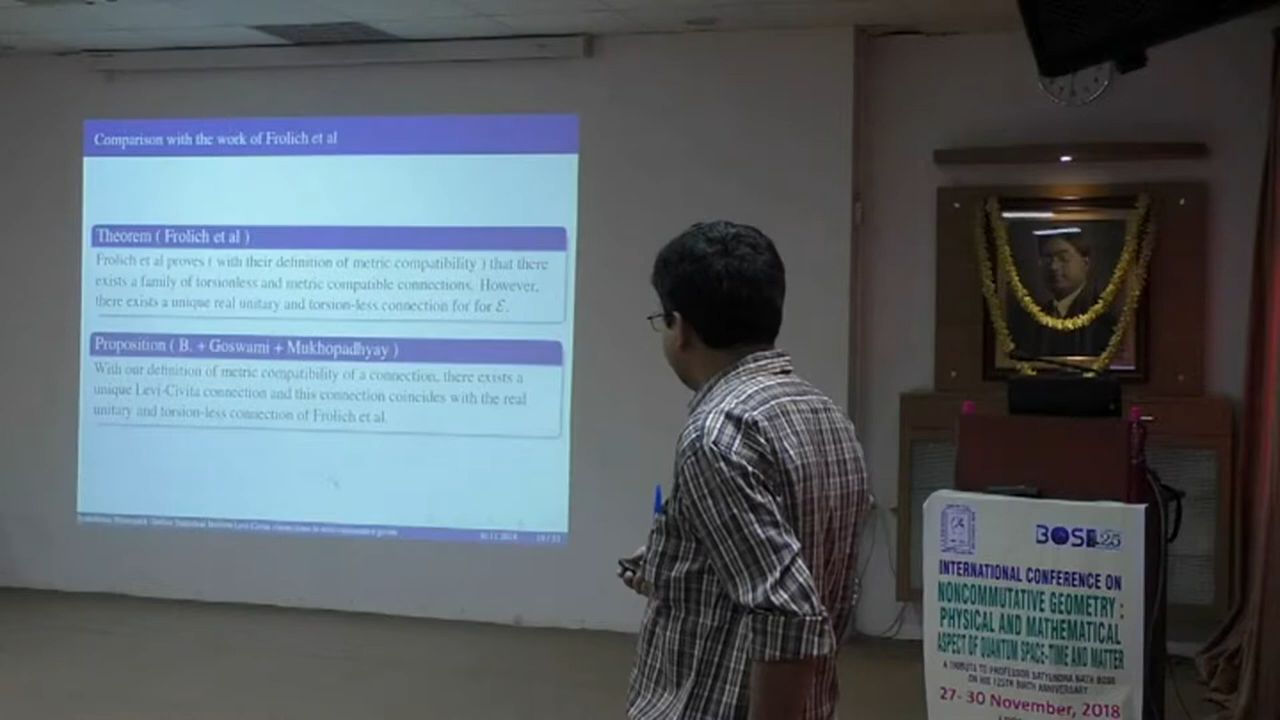 Comparison with the work of Frolich et al
Theorem ( Frolich et al )
Frolich et al proves ( with their definition of metric compatibility ) that there
exists a family of torsionless and metric compatible connections. However,
there exists a unique real unitary and torsion-less connection for for ℰ.
Proposition ( B. + Goswami + Mukhopadhyay )
With our definition of metric compatibility of a connection, there exists a
unique Levi-Civita connection and this connection coincides with the real
unitary and torsion-less connection of Frolich et al.
BOSE 125
INTERNATIONAL CONFERENCE ON
NONCOMMUTATIVE GEOMETRY :
PHYSICAL AND MATHEMATICAL
ASPECT OF QUANTUM SPACE-TIME AND MATTER
A TRIBUTE TO PROFESSOR SATYENDRA NATH BOSE
ON HIS 125TH BIRTH ANNIVERSARY
27- 30 November, 2018